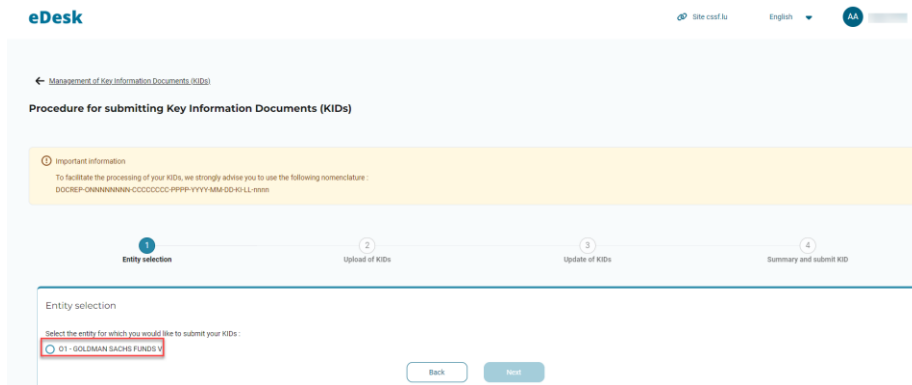 eDesk
Site cssf.lu English AA
Management of Key Information Documents (KIDs)
Procedure for submitting Key Information Documents (KIDs)
Important information
To facilitate the processing of your KIDs, we strongly advise you to use the following nomenclature :
DOCREP-ONNNNNNNN-CCCCCCCC-PPPP-YYYY-MM-DD-KI-LL-nnnn
1 2 3 4
Entity selection Upload of KIDs Update of KIDs Summary and submit KID
Entity selection
Select the entity for which you would like to submit your KIDs :
O1 - GOLDMAN SACHS FUNDS V
Back Next